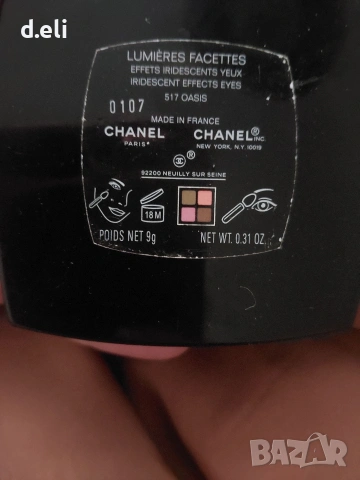 d.eli
LUMIÈRES FACETTES
EFFETS IRIDESCENTS YEUX
IRIDESCENT EFFECTS EYES
517 OASIS
0107
MADE IN FRANCE
CHANEL CHANEL® INC.
PARIS* NEW YORK, N.Y. 10019
92200 NEUILLY SUR SEINE
18M
POIDS NET 9g NET WT. 0.31 OZ.
BAZAR